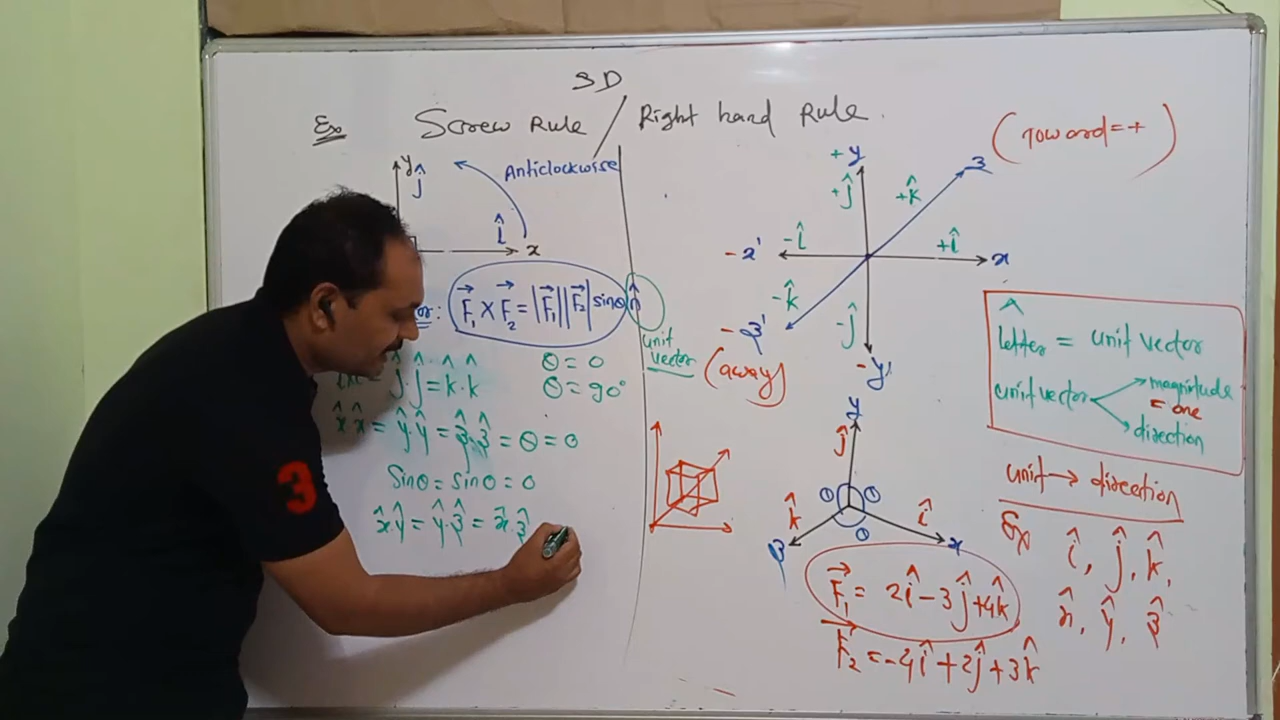 3D
Ex Screw Rule / Right hand Rule.
y
ĵ
Anticlockwise
î
x
or: F⃗₁ × F⃗₂ = |F⃗₁||F⃗₂| sinθ n̂
unit
vector
ĵ.ĵ = k̂.k̂
θ = 0
θ = 90°
x̂x̂ = ŷ.ŷ = ẑ.ẑ = θ = 0
Sinθ = sin0 = 0
x̂ŷ = ŷ.ẑ = x̂.ẑ
3
(Toward=+)
+y
+ĵ
+k̂
z
-î
+î
-x'
x
-k̂
-ĵ
-z'
(away)
-y'
^
letter = unit vector
unit vector
magnitude
= one
direction
y
ĵ
k̂
î
z
x
unit → direction
Ex î, ĵ, k̂,
x̂, ŷ, ẑ
F⃗₁ = 2î - 3ĵ + 4k̂
F⃗₂ = -4î + 2ĵ + 3k̂